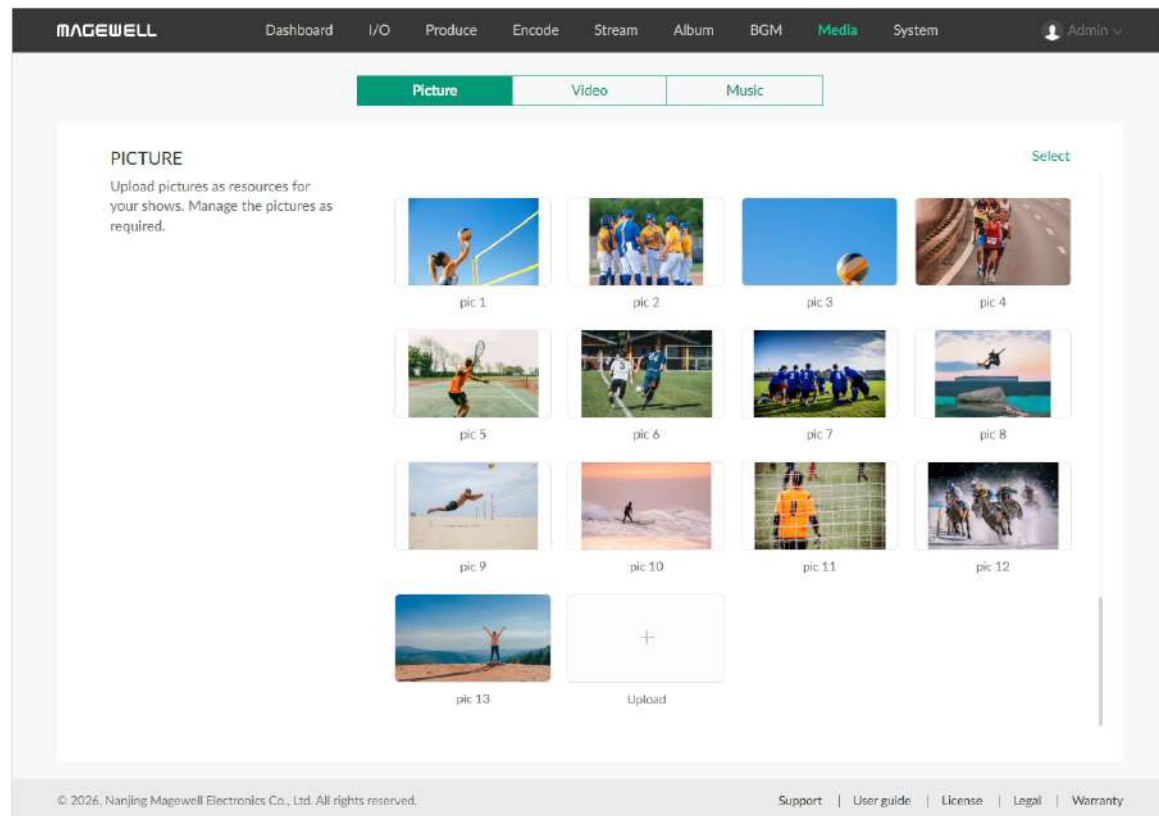 MAGEWELL Dashboard I/O Produce Encode Stream Album BGM Media System Admin
Picture Video Music
PICTURE Select
Upload pictures as resources for
your shows. Manage the pictures as
required.
pic 1 pic 2 pic 3 pic 4
pic 5 pic 6 pic 7 pic 8
pic 9 pic 10 pic 11 pic 12
+
pic 13 Upload
© 2026, Nanjing Magewell Electronics Co., Ltd. All rights reserved. Support | User guide | License | Legal | Warranty